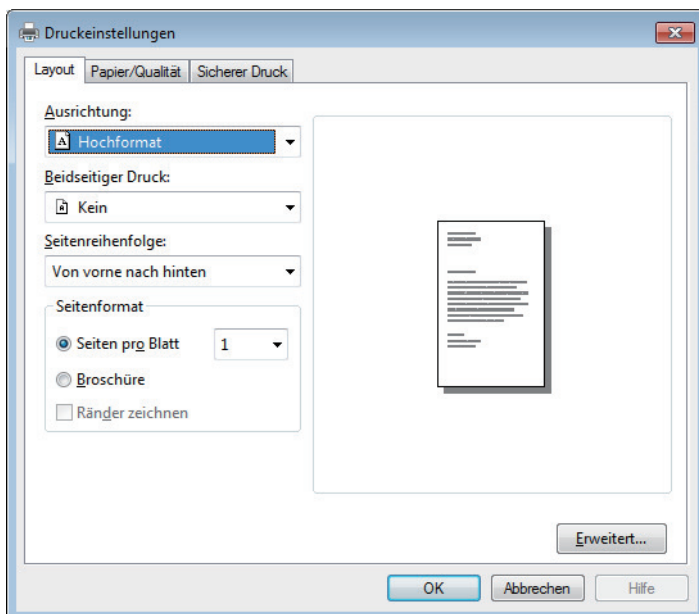 Druckeinstellungen
Layout Papier/Qualität Sicherer Druck
Ausrichtung:
A Hochformat
Beidseitiger Druck:
Kein
Seitenreihenfolge:
Von vorne nach hinten
Seitenformat
Seiten pro Blatt 1
Broschüre
Ränder zeichnen
Erweitert...
OK Abbrechen Hilfe